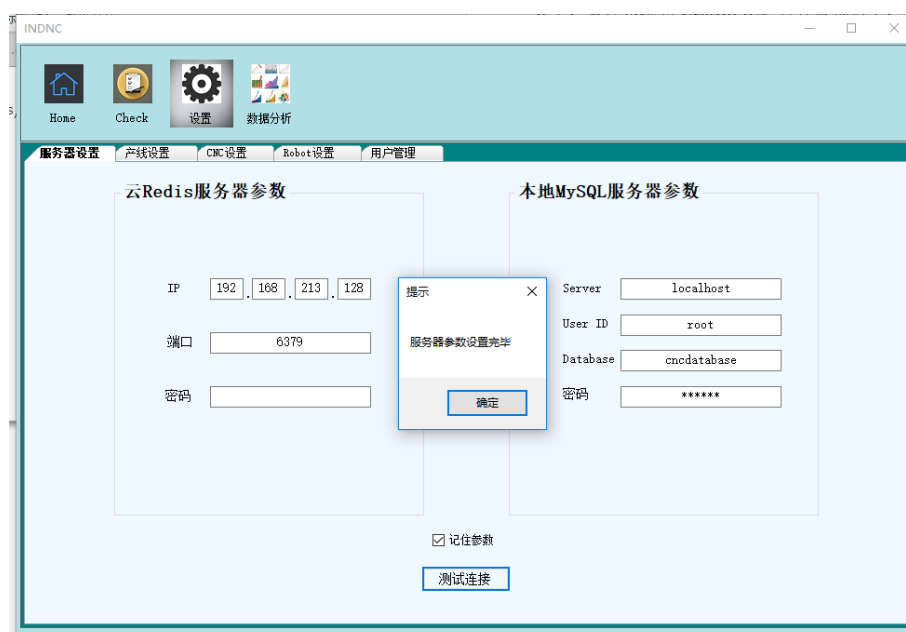 INDNC
Home
Check
设置
数据分析
服务器设置
产线设置
CNC设置
Robot设置
用户管理
云Redis服务器参数
IP 192 . 168 . 213 . 128
端口 6379
密码
本地MySQL服务器参数
Server localhost
User ID root
Database cncdatabase
密码 ******
提示
服务器参数设置完毕
确定
记住参数
测试连接